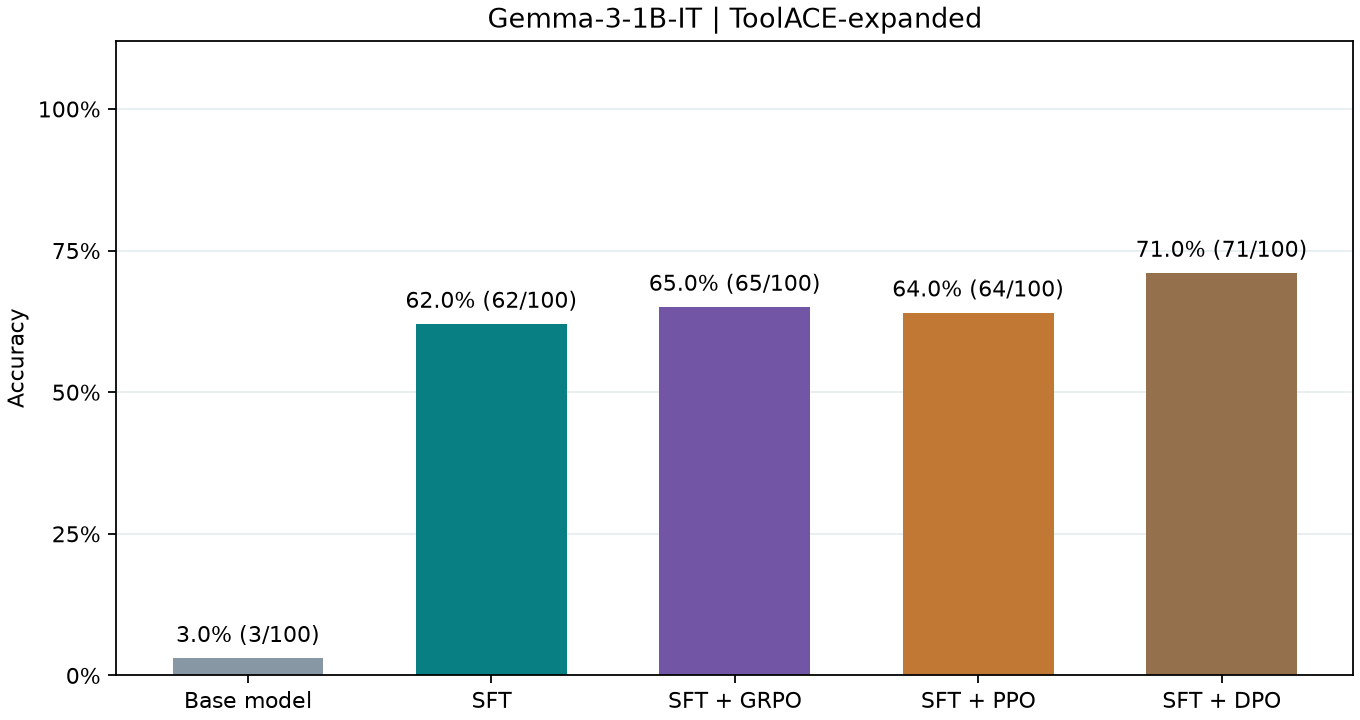 Gemma-3-1B-IT | ToolACE-expanded
Accuracy
100%
75%
50%
25%
0%
3.0% (3/100)
62.0% (62/100)
65.0% (65/100)
64.0% (64/100)
71.0% (71/100)
Base model
SFT
SFT + GRPO
SFT + PPO
SFT + DPO